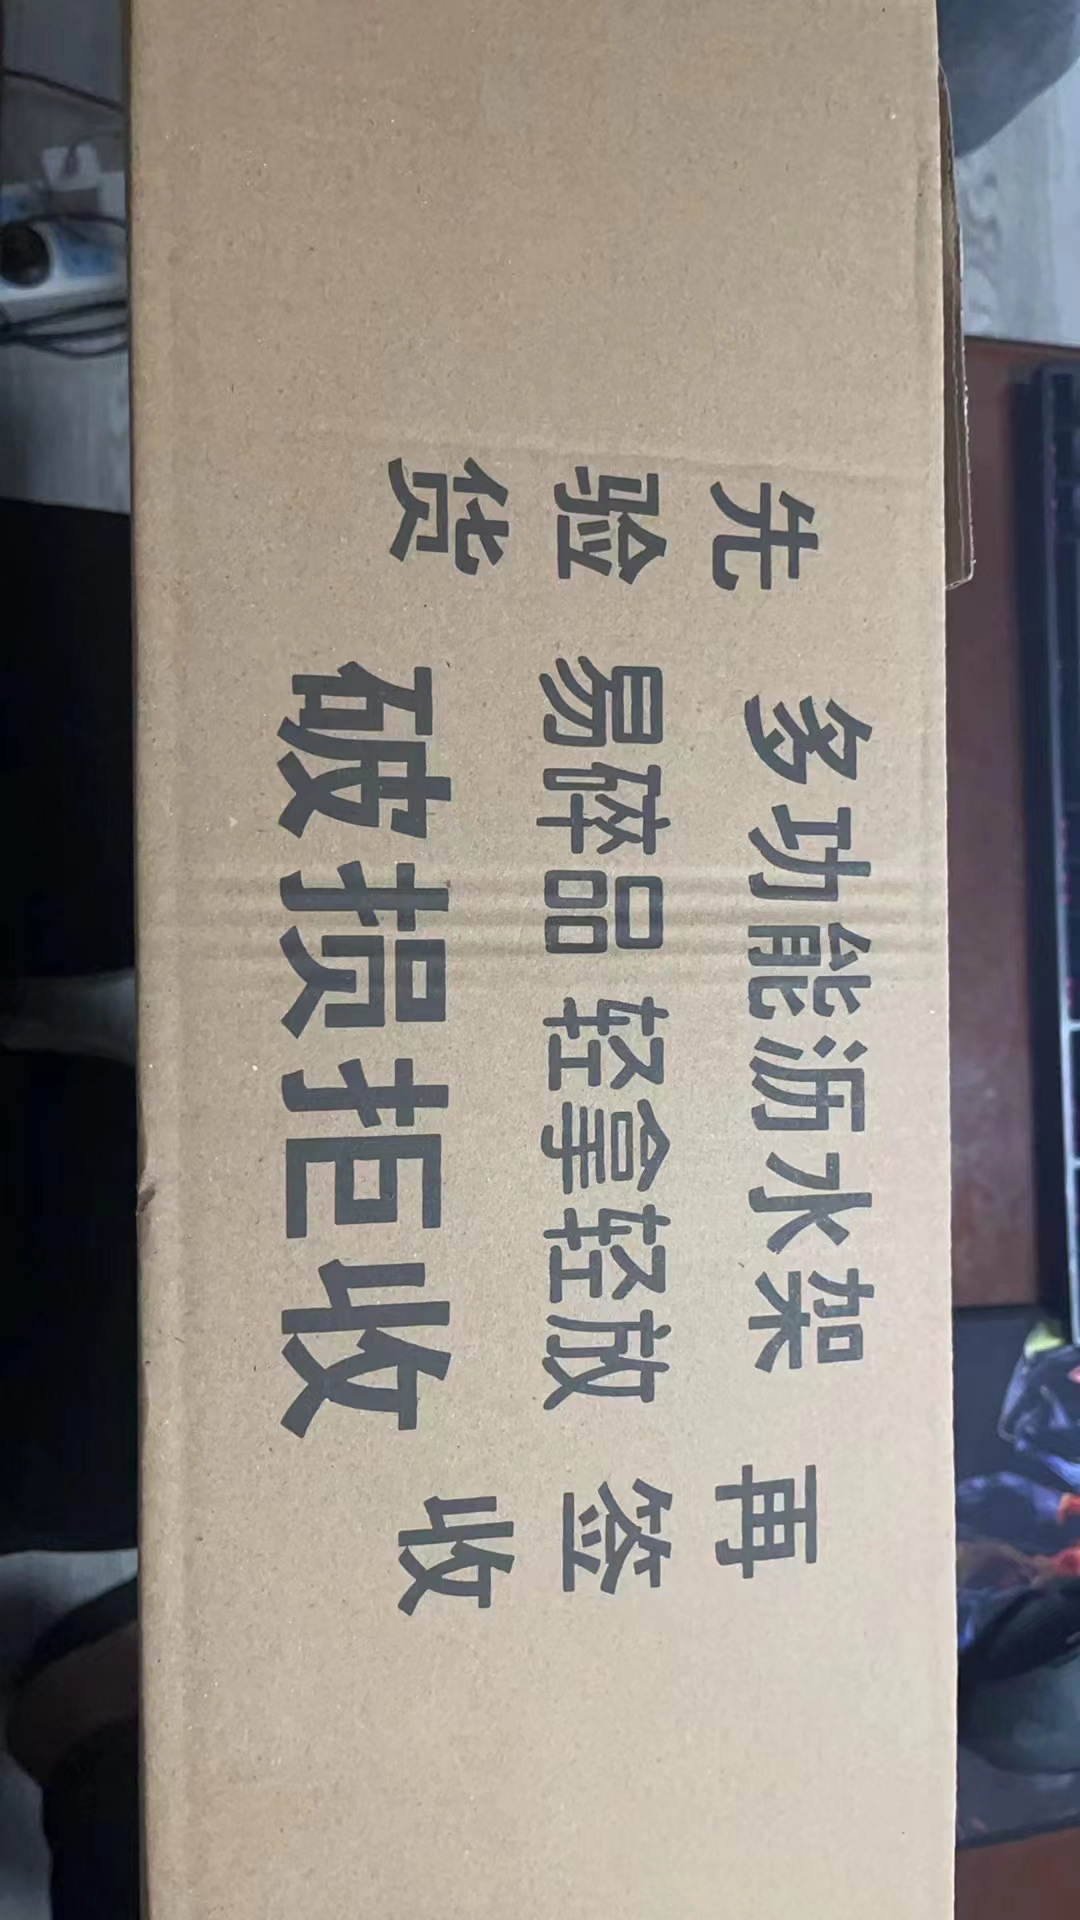 先验货
多功能沥水架
易碎品 轻拿轻放
破损拒收
再签收